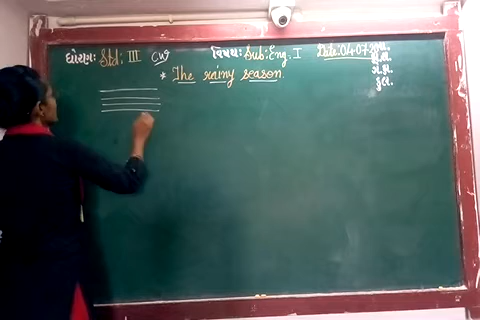 ધોરણ: Std: III CW વિષય: Sub: Eng. I Date: 04-07
* The rainy season.